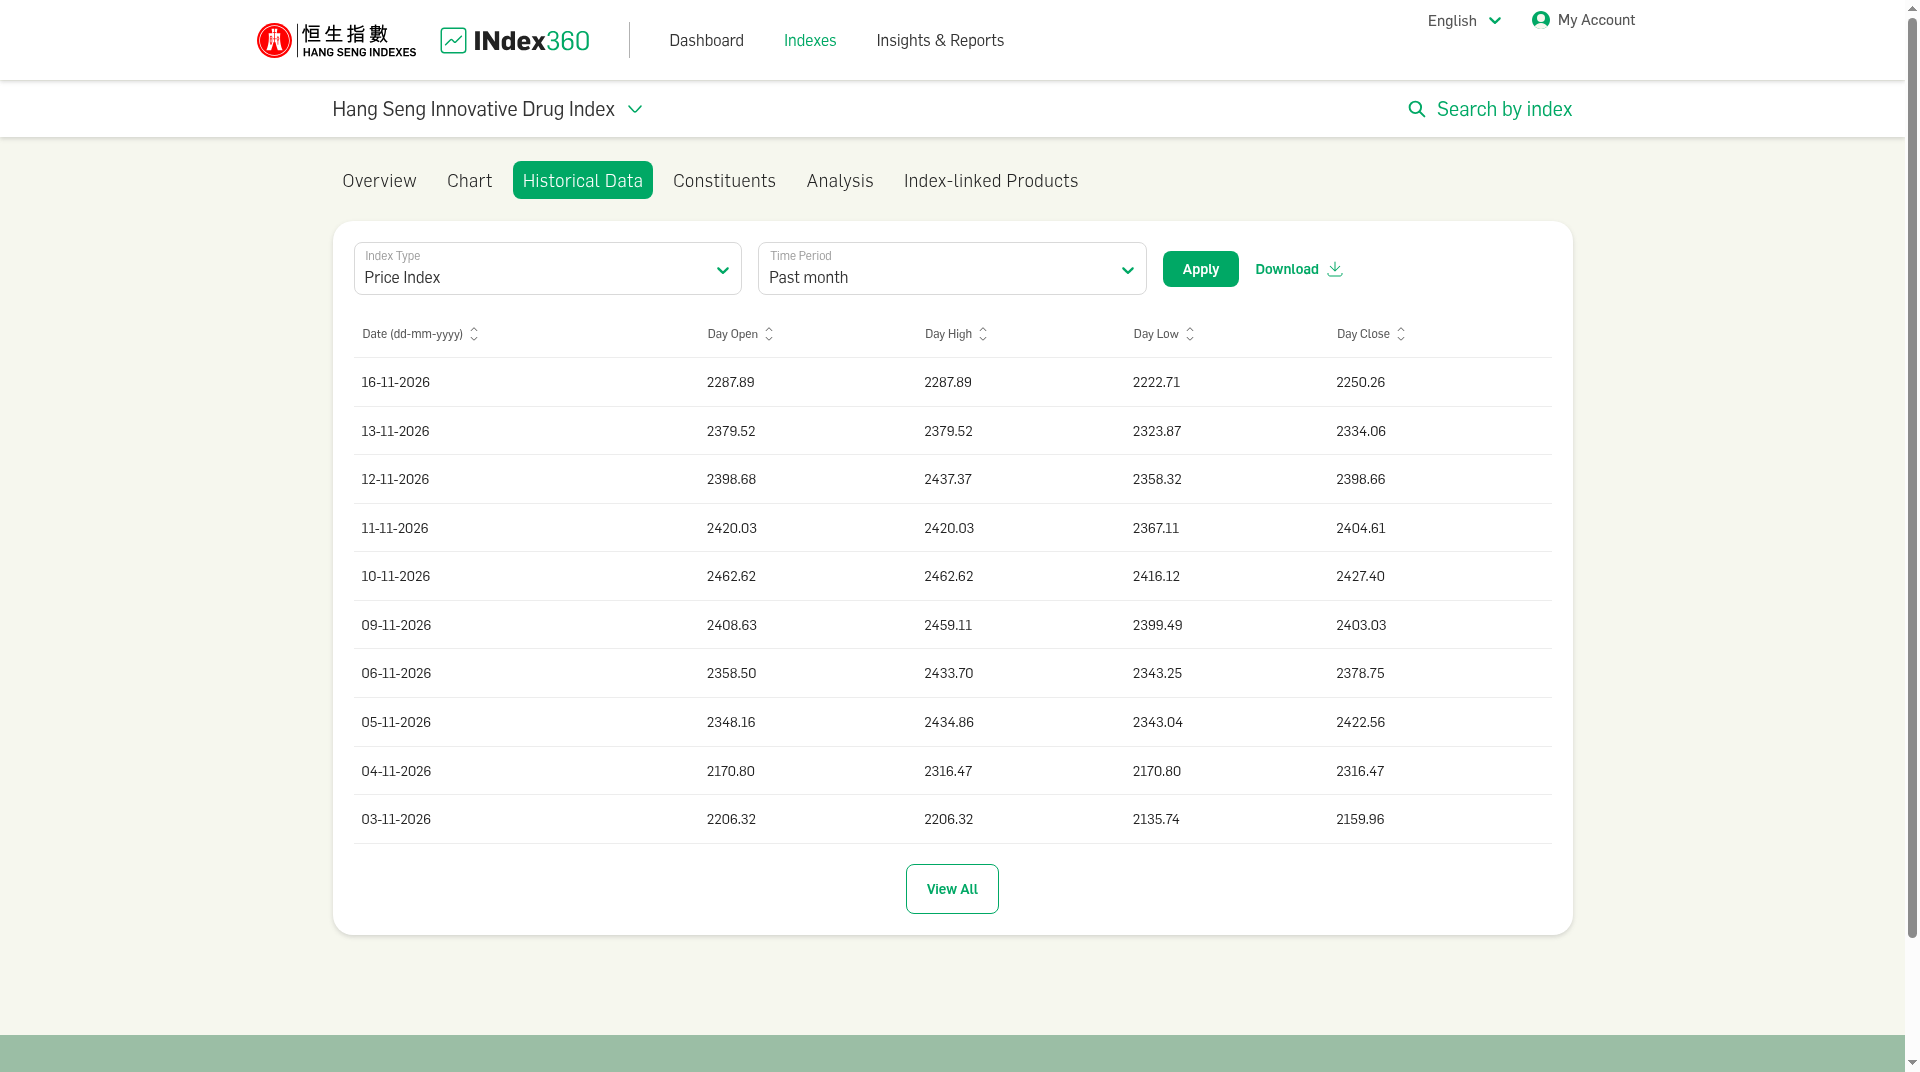 恒生指數
HANG SENG INDEXES
INdex360
Dashboard
Indexes
Insights & Reports
English
My Account
Hang Seng Innovative Drug Index
Search by index
Overview
Chart
Historical Data
Constituents
Analysis
Index-linked Products
Index Type
Price Index
Time Period
Past month
Apply
Download
Date (dd-mm-yyyy) Day Open Day High Day Low Day Close
16-11-2026 2287.89 2287.89 2222.71 2250.26
13-11-2026 2379.52 2379.52 2323.87 2334.06
12-11-2026 2398.68 2437.37 2358.32 2398.66
11-11-2026 2420.03 2420.03 2367.11 2404.61
10-11-2026 2462.62 2462.62 2416.12 2427.40
09-11-2026 2408.63 2459.11 2399.49 2403.03
06-11-2026 2358.50 2433.70 2343.25 2378.75
05-11-2026 2348.16 2434.86 2343.04 2422.56
04-11-2026 2170.80 2316.47 2170.80 2316.47
03-11-2026 2206.32 2206.32 2135.74 2159.96
View All